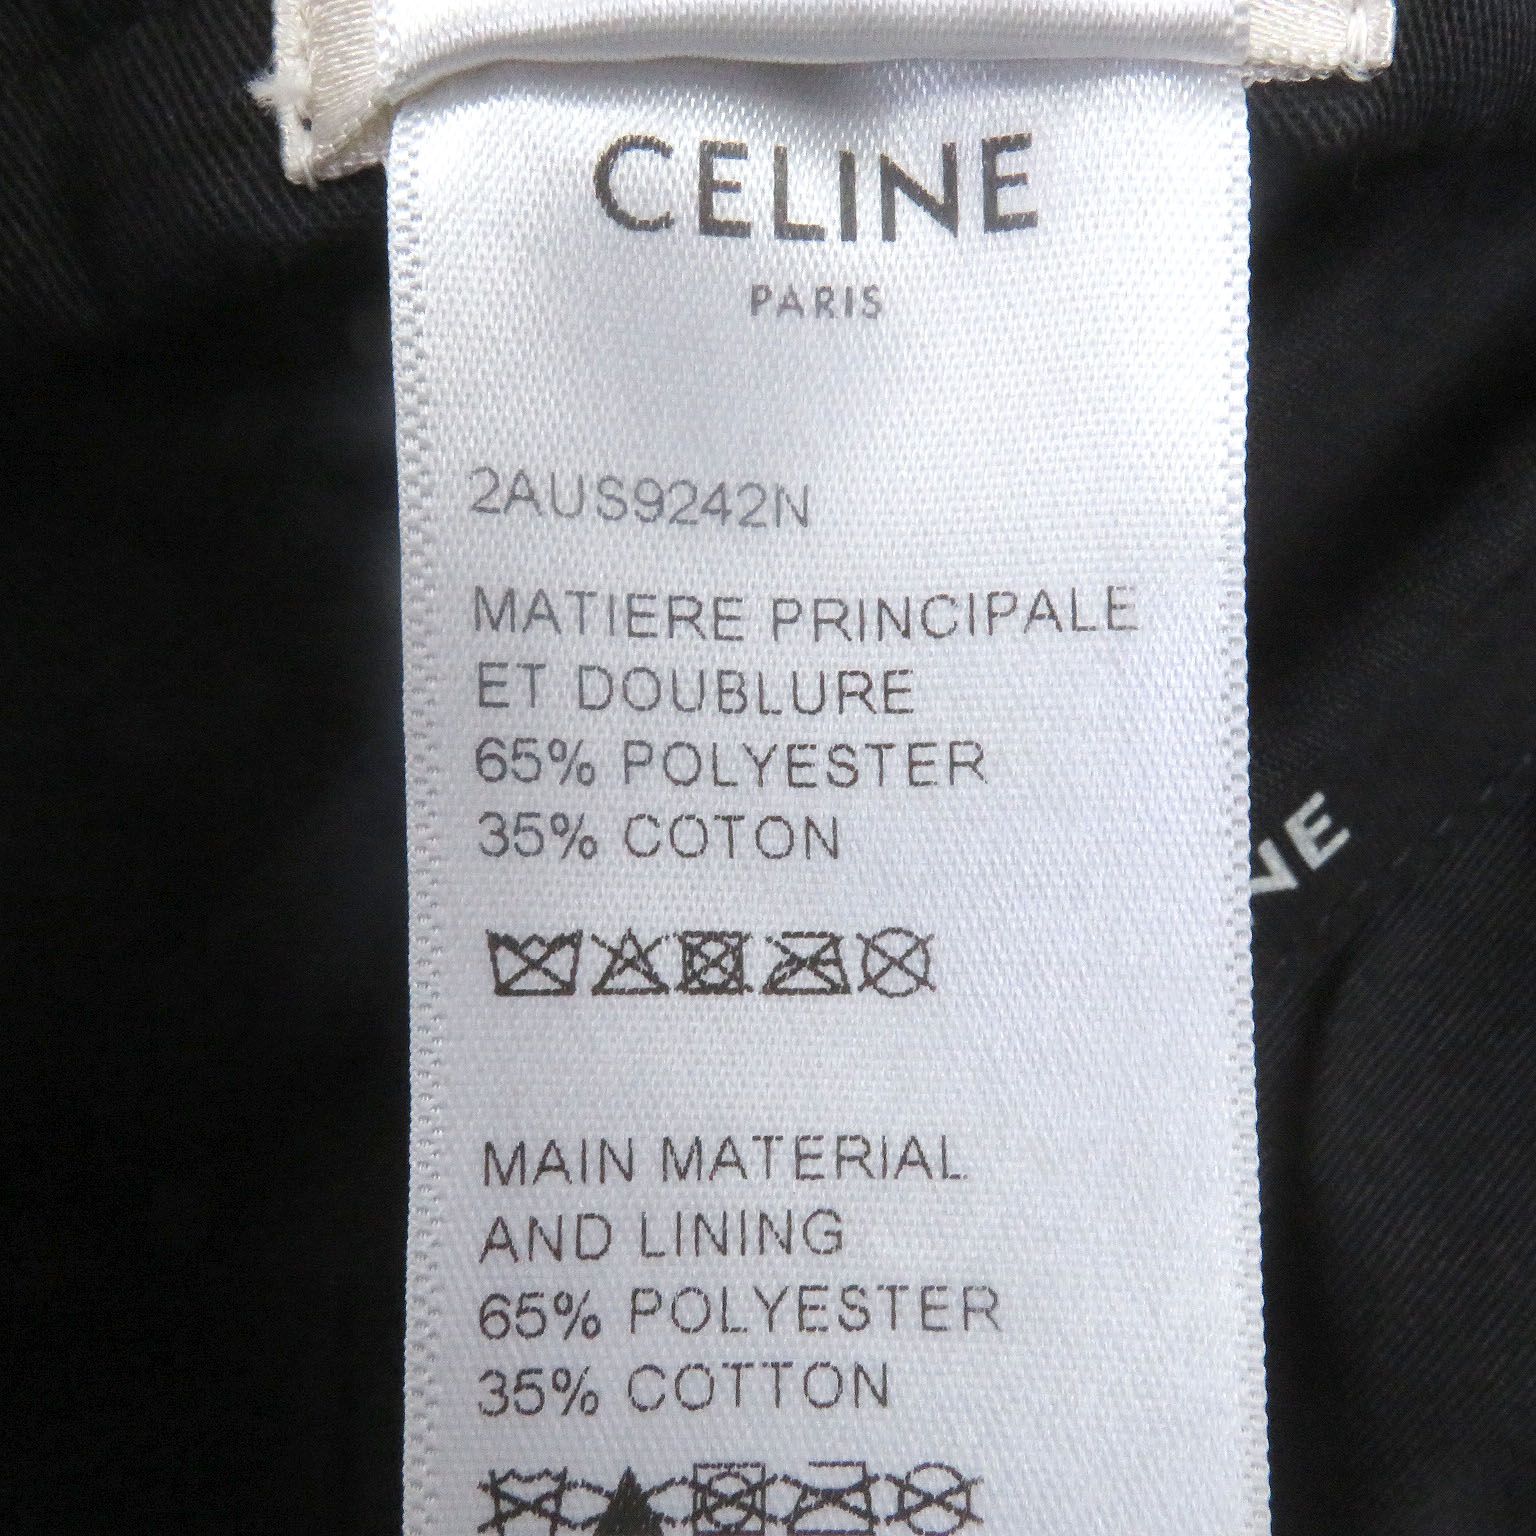 CELINE
PARIS
2AUS9242N
MATIERE PRINCIPALE
ET DOUBLURE
65% POLYESTER
35% COTON
NE
MAIN MATERIAL
AND LINING
65% POLYESTER
35% COTTON